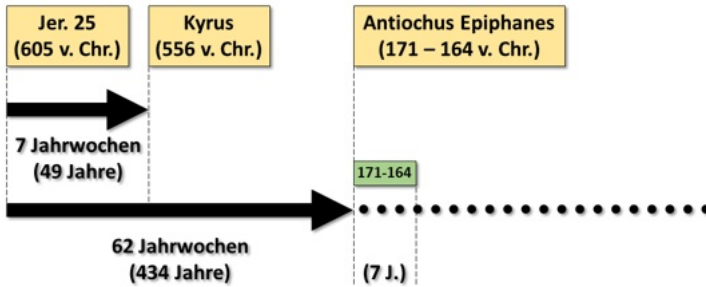 Jer. 25
(605 v. Chr.)
Kyrus
(556 v. Chr.)
Antiochus Epiphanes
(171 – 164 v. Chr.)
7 Jahrwochen
(49 Jahre)
171-164
62 Jahrwochen
(434 Jahre)
(7 J.)